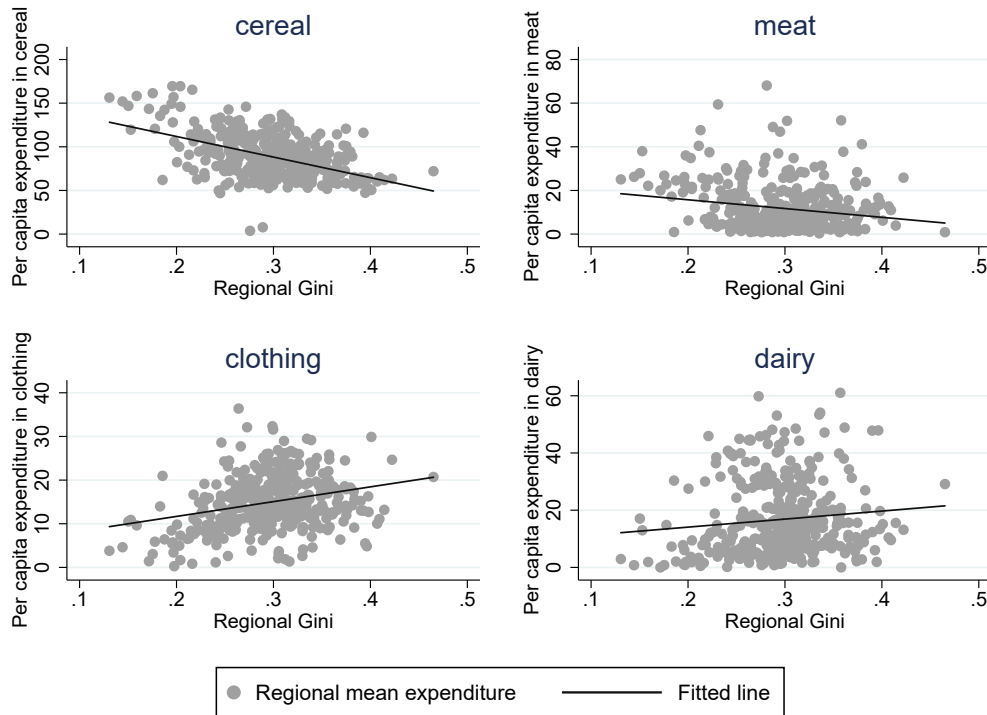 cereal
Per capita expenditure in cereal
200
150
100
50
0
.1 .2 .3 .4 .5
Regional Gini
meat
Per capita expenditure in meat
80
60
40
20
0
.1 .2 .3 .4 .5
Regional Gini
clothing
Per capita expenditure in clothing
40
30
20
10
0
.1 .2 .3 .4 .5
Regional Gini
dairy
Per capita expenditure in dairy
60
40
20
0
.1 .2 .3 .4 .5
Regional Gini
Regional mean expenditure Fitted line